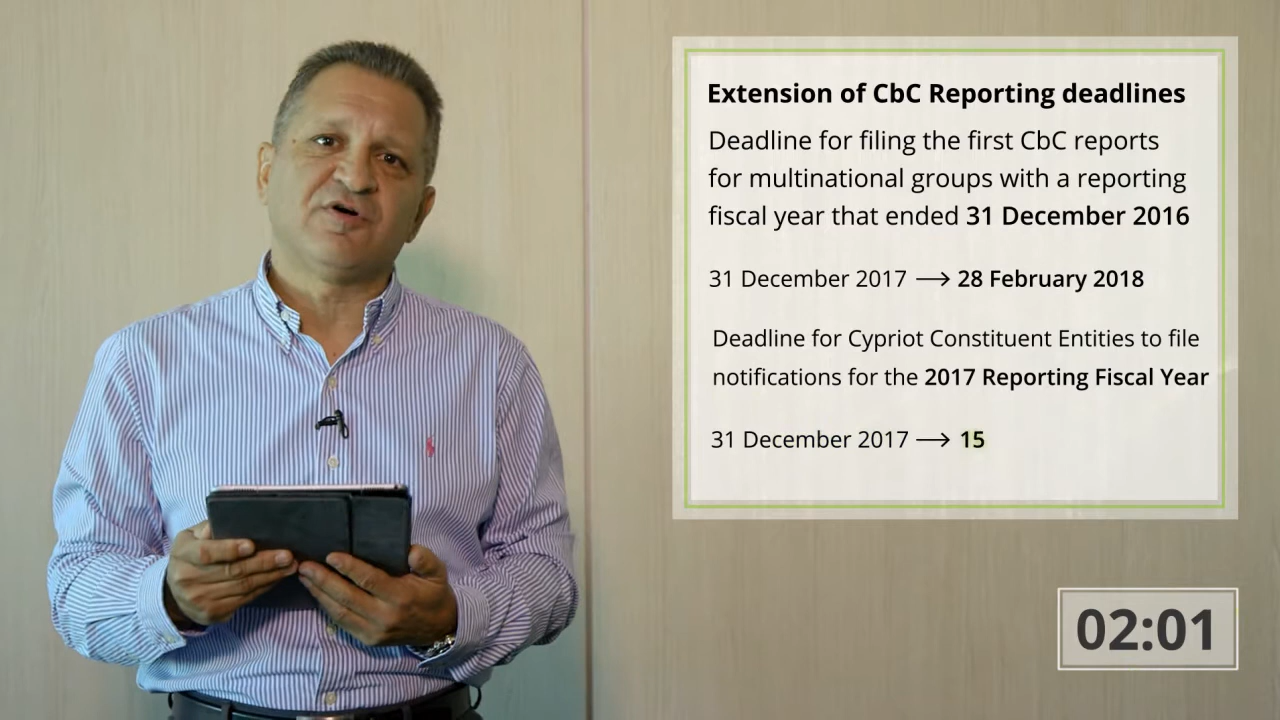 Extension of CbC Reporting deadlines
Deadline for filing the first CbC reports
for multinational groups with a reporting
fiscal year that ended 31 December 2016
31 December 2017 → 28 February 2018
Deadline for Cypriot Constituent Entities to file
notifications for the 2017 Reporting Fiscal Year
31 December 2017 → 15
02:01